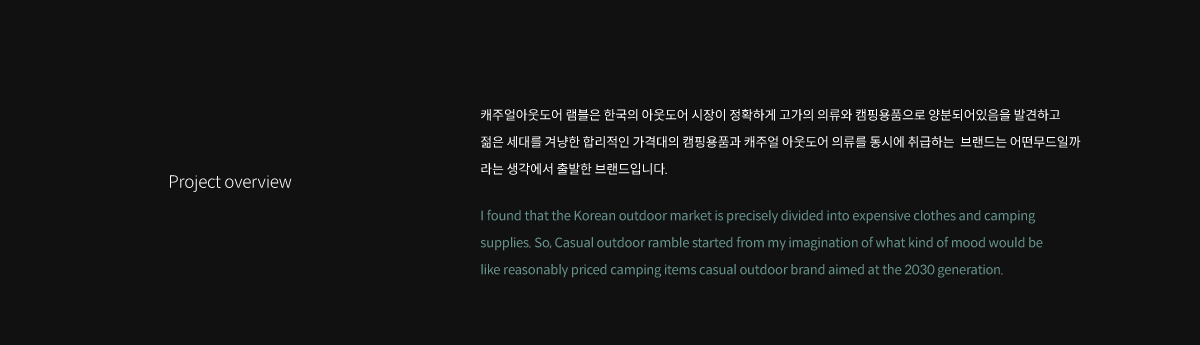 Project overview
캐주얼아웃도어 램블은 한국의 아웃도어 시장이 정확하게 고가의 의류와 캠핑용품으로 양분되어있음을 발견하고
젊은 세대를 겨냥한 합리적인 가격대의 캠핑용품과 캐주얼 아웃도어 의류를 동시에 취급하는 브랜드는 어떤무드일까
라는 생각에서 출발한 브랜드입니다.
I found that the Korean outdoor market is precisely divided into expensive clothes and camping
supplies. So, Casual outdoor ramble started from my imagination of what kind of mood would be
like reasonably priced camping items casual outdoor brand aimed at the 2030 generation.